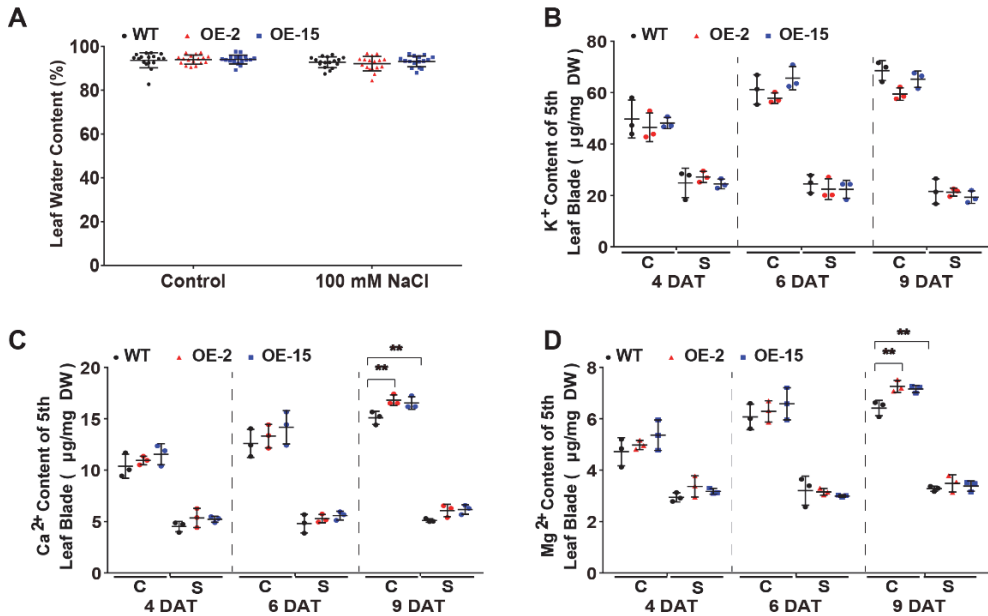 A
WT OE-2 OE-15
Leaf Water Content (%)
100
80
60
40
20
0
Control 100 mM NaCl
B
WT OE-2 OE-15
K+ Content of 5th
Leaf Blade ( µg/mg DW)
80
60
40
20
0
C S C S C S
4 DAT 6 DAT 9 DAT
C
WT OE-2 OE-15
Ca2+ Content of 5th
Leaf Blade ( µg/mg DW)
20
15
10
5
0
**
**
C S C S C S
4 DAT 6 DAT 9 DAT
D
WT OE-2 OE-15
Mg2+ Content of 5th
Leaf Blade ( µg/mg DW)
8
6
4
2
0
**
**
C S C S C S
4 DAT 6 DAT 9 DAT